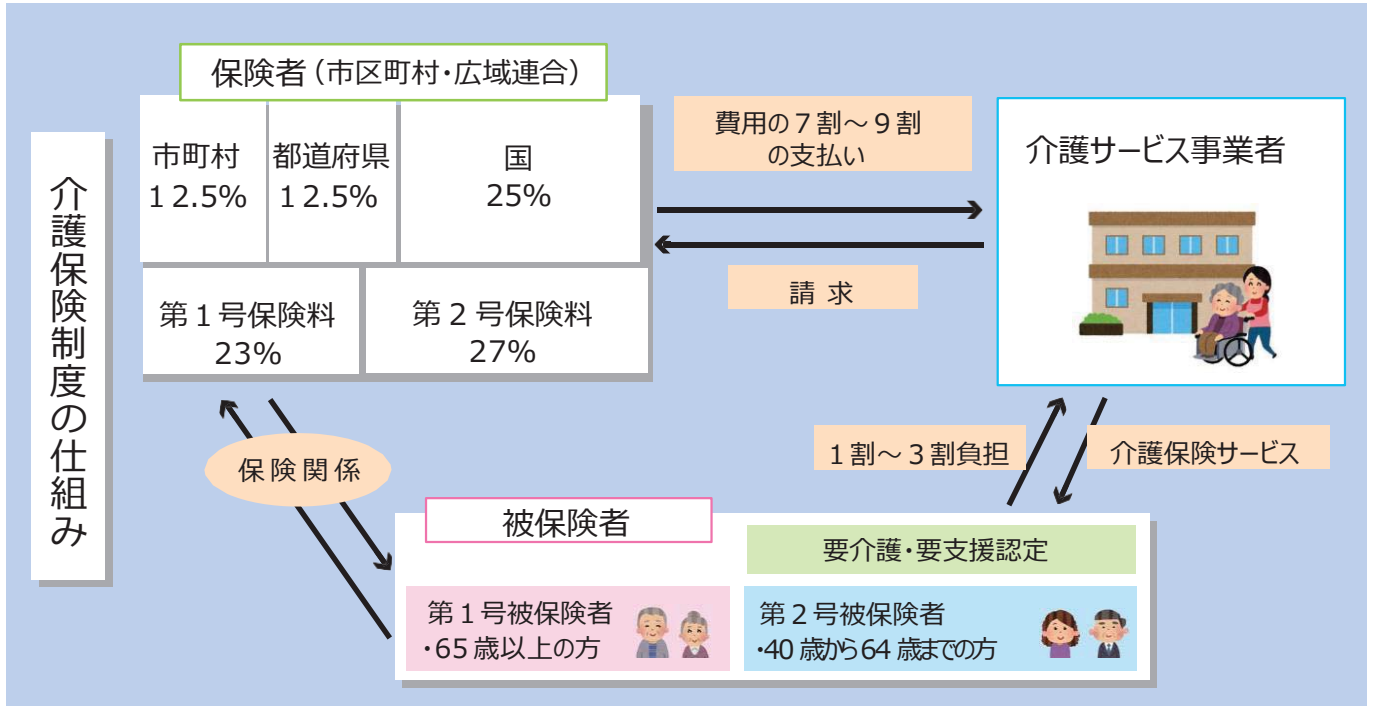 介護保険制度の仕組み
保険者（市区町村・広域連合）
市町村
１２.5%
都道府県
１２.5%
国
25%
第１号保険料
23%
第２号保険料
27%
費用の７割～９割
の支払い
請 求
介護サービス事業者
保険関係
１割～３割負担
介護保険サービス
被保険者
要介護・要支援認定
第１号被保険者
・65歳以上の方
第２号被保険者
・40歳から64歳までの方